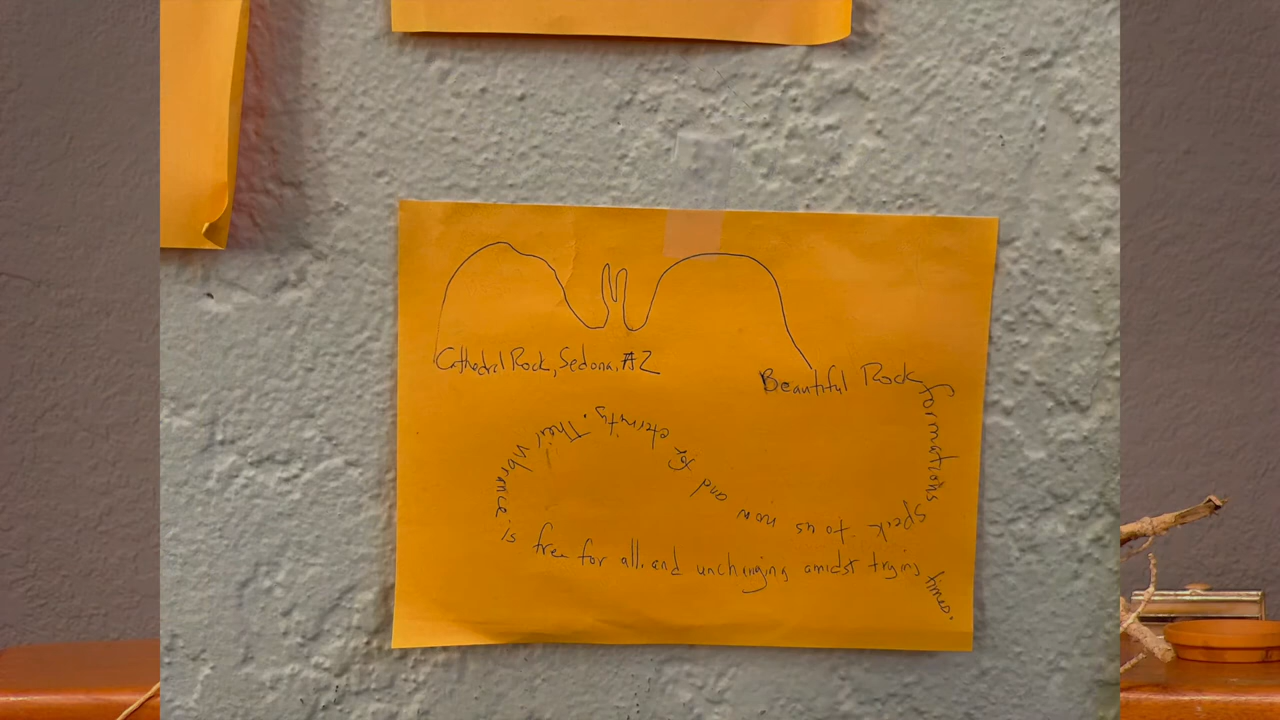 Cathedral Rock, Sedona, AZ
Beautiful Rock formations speak to us now and for eternity. Their vibrance is free for all and unchanging amidst trying times.